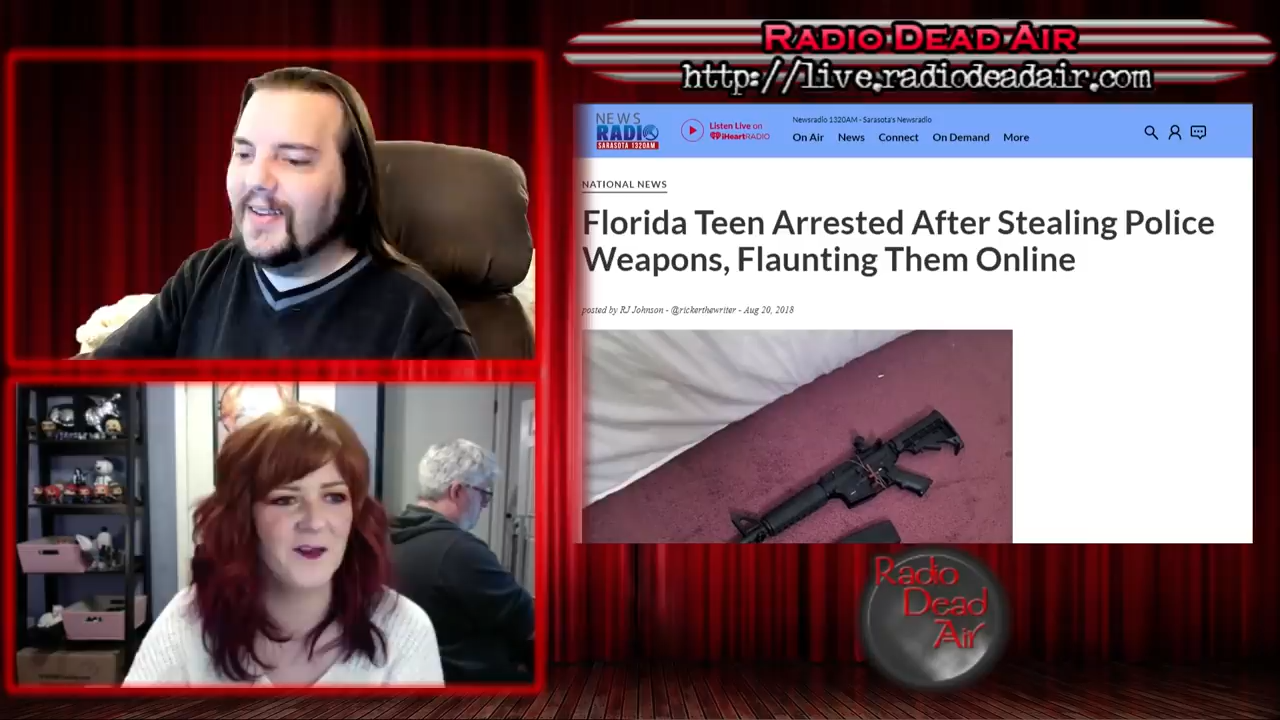 Radio Dead Air
http://live.radiodeadair.com
NEWS
RADIO
SARASOTA 1320AM
Listen Live on
iHeartRADIO
Newsradio 1320AM - Sarasota's Newsradio
On Air News Connect On Demand More
NATIONAL NEWS
Florida Teen Arrested After Stealing Police
Weapons, Flaunting Them Online
posted by RJ Johnson - @rickerthewriter - Aug 20, 2018
Radio
Dead
Air